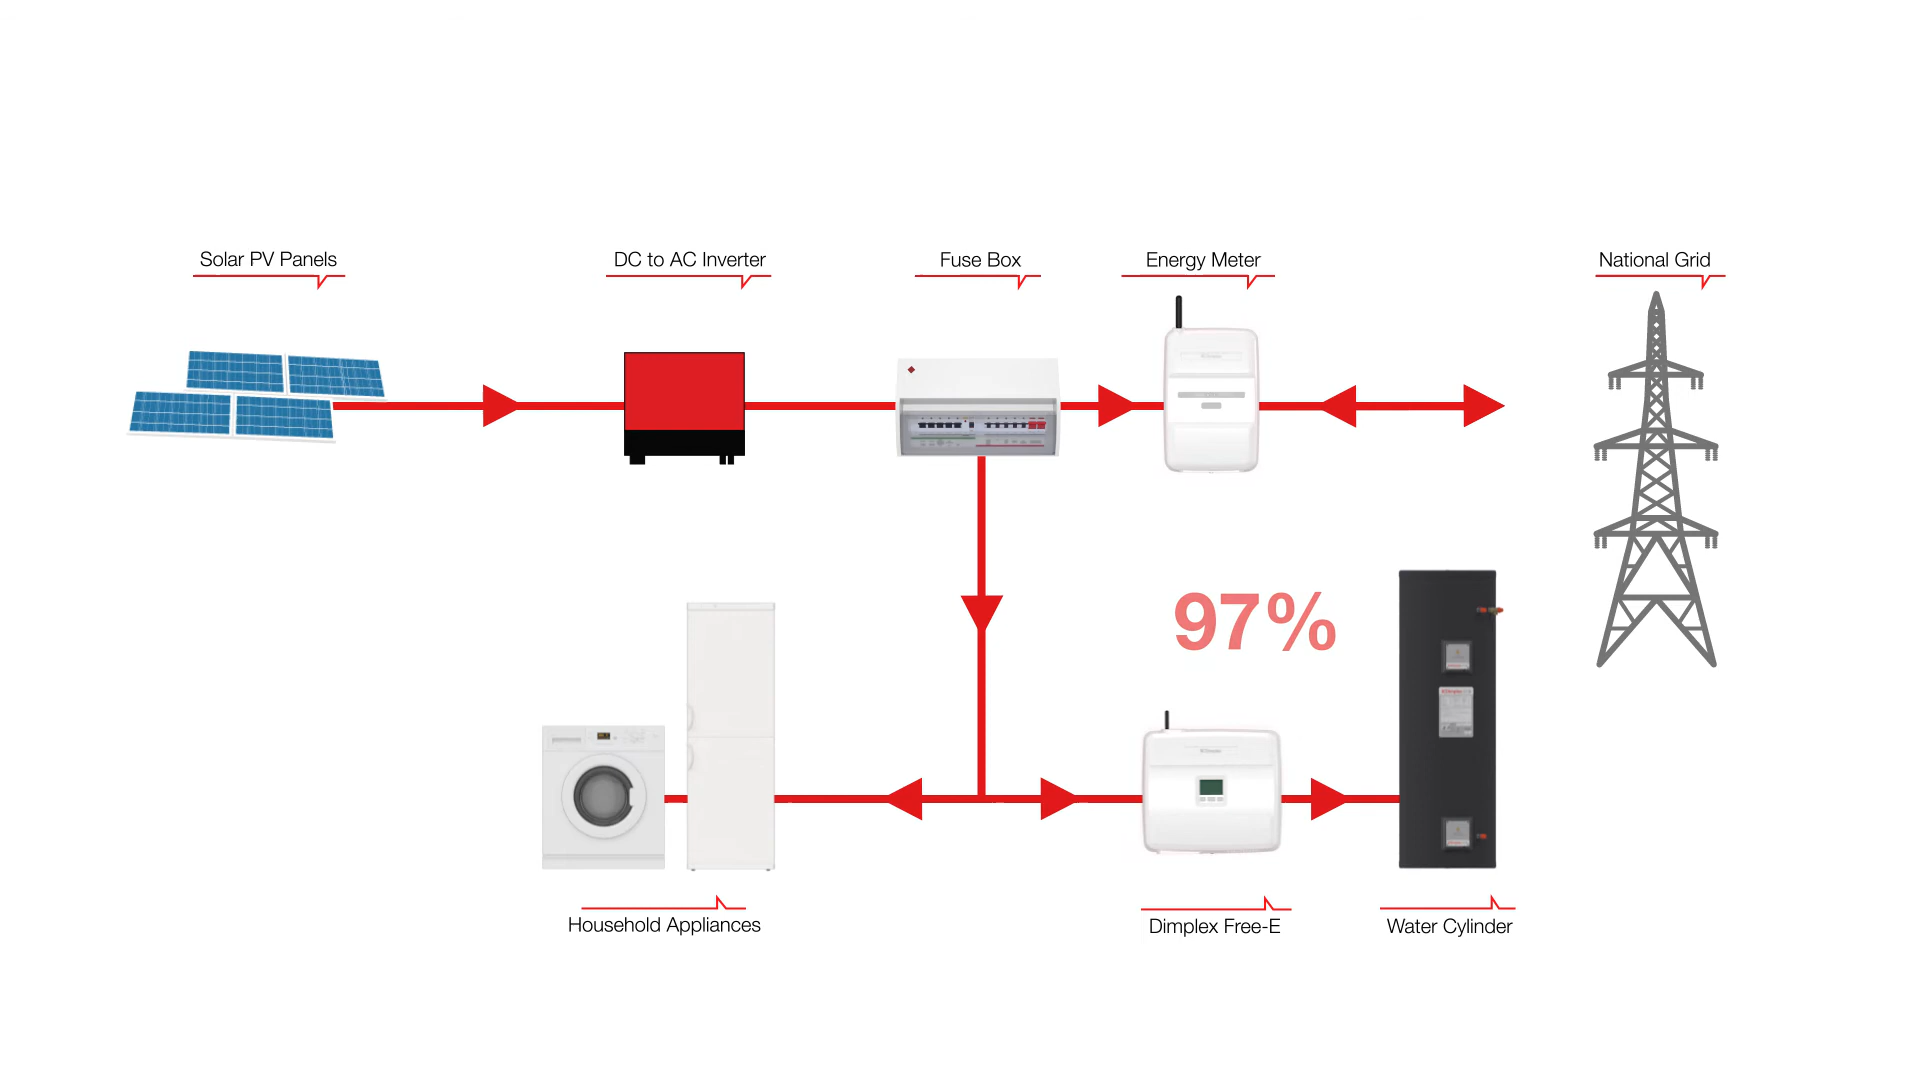 Solar PV Panels
DC to AC Inverter
Fuse Box
Energy Meter
National Grid
97%
Household Appliances
Dimplex Free-E
Water Cylinder